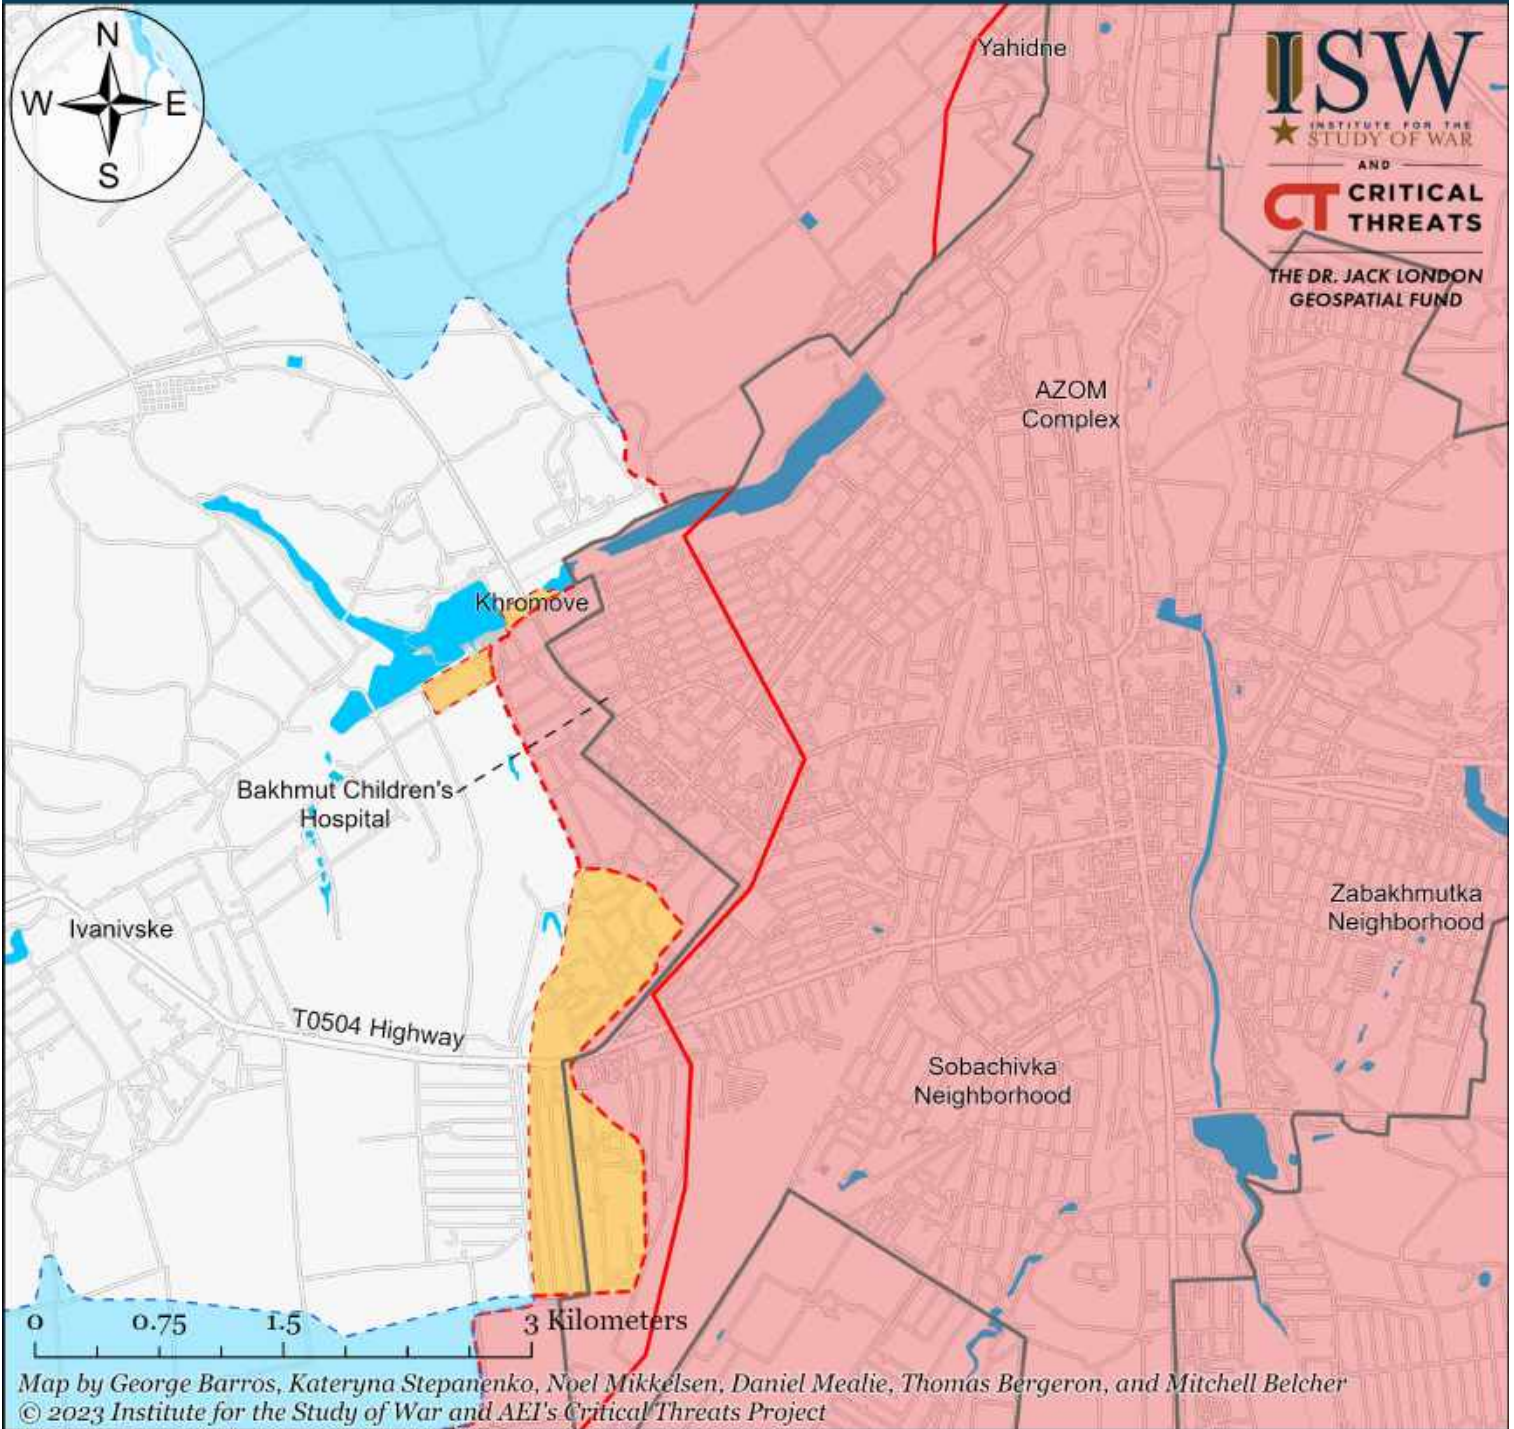 N
W E
S
Yahidne
ISW
INSTITUTE FOR THE
STUDY OF WAR
AND
CT CRITICAL
THREATS
THE DR. JACK LONDON
GEOSPATIAL FUND
AZOM
Complex
Khromove
Bakhmut Children's
Hospital
Ivanivske
Zabakhmutka
Neighborhood
T0504 Highway
Sobachivka
Neighborhood
0 0.75 1.5 3 Kilometers
Map by George Barros, Kateryna Stepanenko, Noel Mikkelsen, Daniel Mealie, Thomas Bergeron, and Mitchell Belcher
© 2023 Institute for the Study of War and AEI's Critical Threats Project